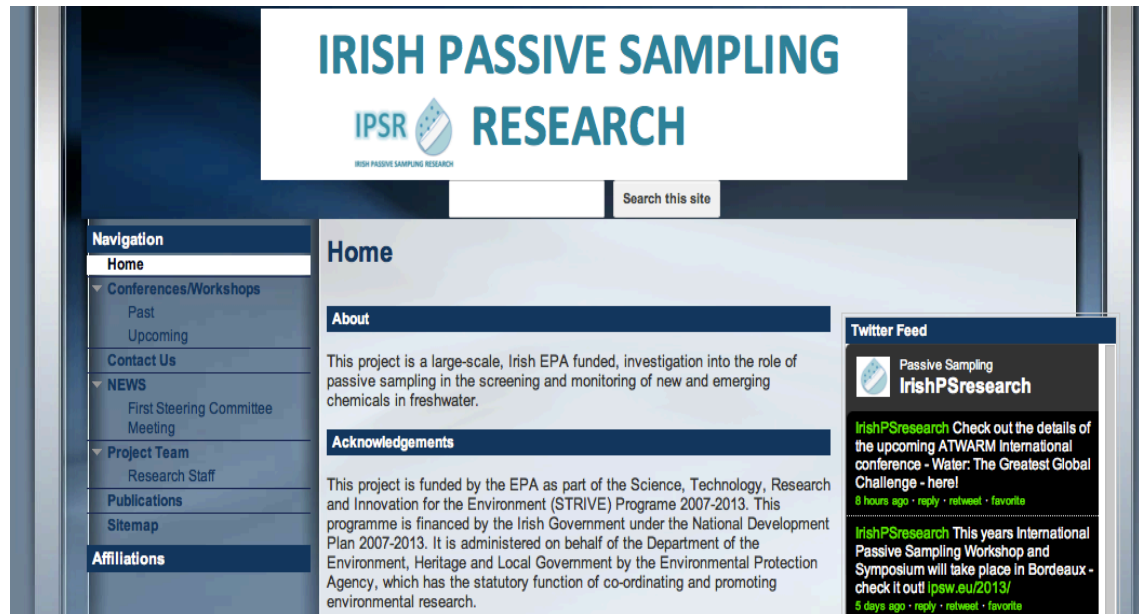 IRISH PASSIVE SAMPLING
IPSR RESEARCH
IRISH PASSIVE SAMPLING RESEARCH
Search this site
Navigation
Home
Conferences/Workshops
Past
Upcoming
Contact Us
NEWS
First Steering Committee
Meeting
Project Team
Research Staff
Publications
Sitemap
Affiliations
Home
About
This project is a large-scale, Irish EPA funded, investigation into the role of
passive sampling in the screening and monitoring of new and emerging
chemicals in freshwater.
Acknowledgements
This project is funded by the EPA as part of the Science, Technology, Research
and Innovation for the Environment (STRIVE) Programe 2007-2013. This
programme is financed by the Irish Government under the National Development
Plan 2007-2013. It is administered on behalf of the Department of the
Environment, Heritage and Local Government by the Environmental Protection
Agency, which has the statutory function of co-ordinating and promoting
environmental research.
Twitter Feed
Passive Sampling
IrishPSresearch
IrishPSresearch Check out the details of
the upcoming ATWARM International
conference - Water: The Greatest Global
Challenge - here!
8 hours ago · reply · retweet · favorite
IrishPSresearch This years International
Passive Sampling Workshop and
Symposium will take place in Bordeaux -
check it out! ipsw.eu/2013/
5 days ago · reply · retweet · favorite